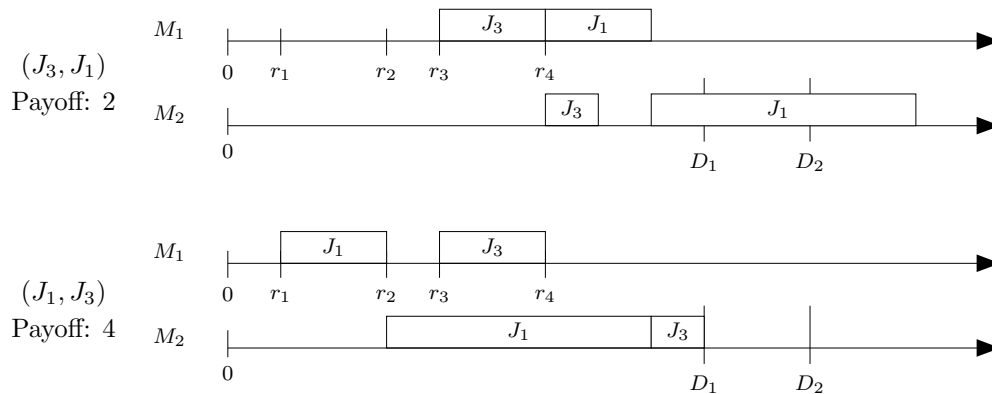 M₁ J₃ J₁
0 r₁ r₂ r₃ r₄
(J₃, J₁)
Payoff: 2
M₂ J₃ J₁
0 D₁ D₂
M₁ J₁ J₃
0 r₁ r₂ r₃ r₄
(J₁, J₃)
Payoff: 4
M₂ J₁ J₃
0 D₁ D₂